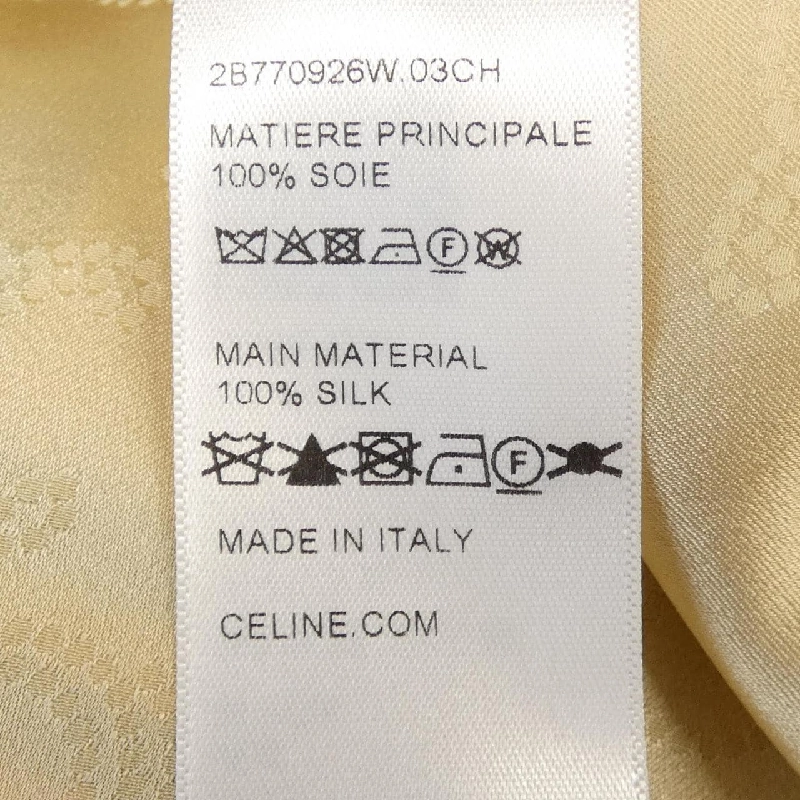 2B770926W.03CH
MATIERE PRINCIPALE
100% SOIE
F W
MAIN MATERIAL
100% SILK
F
MADE IN ITALY
CELINE.COM